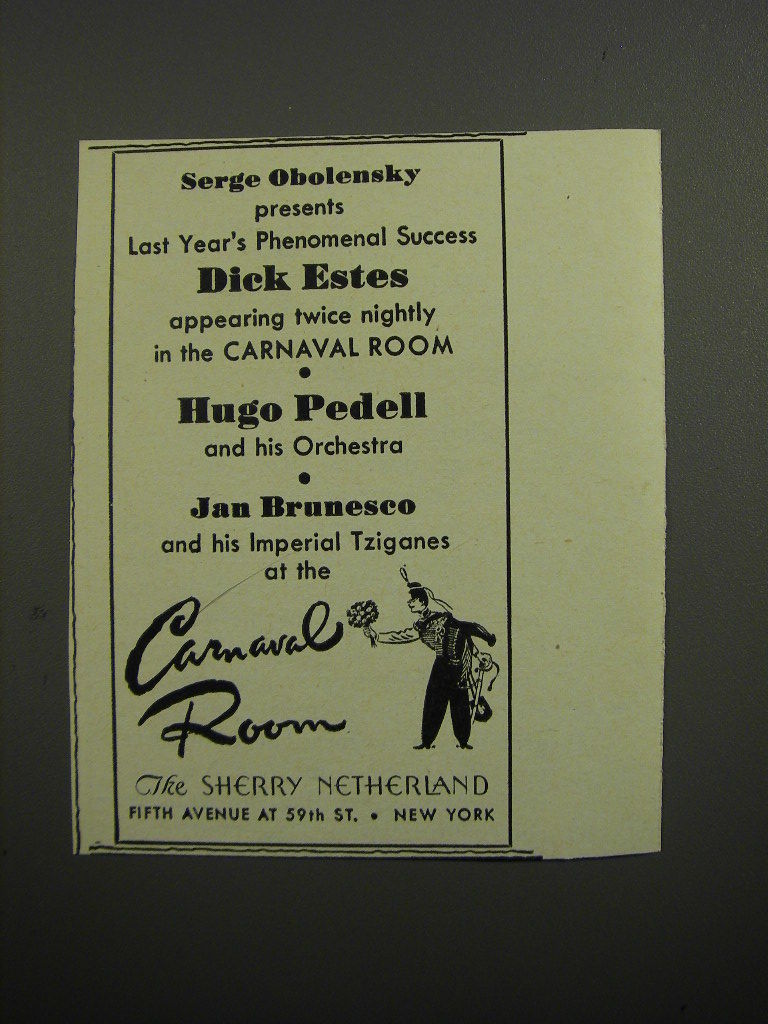 Serge Obolensky
presents
Last Year's Phenomenal Success
Dick Estes
appearing twice nightly
in the CARNAVAL ROOM
•
Hugo Pedell
and his Orchestra
•
Jan Brunesco
and his Imperial Tziganes
at the
Carnaval
Room
The SHERRY NETHERLAND
FIFTH AVENUE AT 59th ST. • NEW YORK